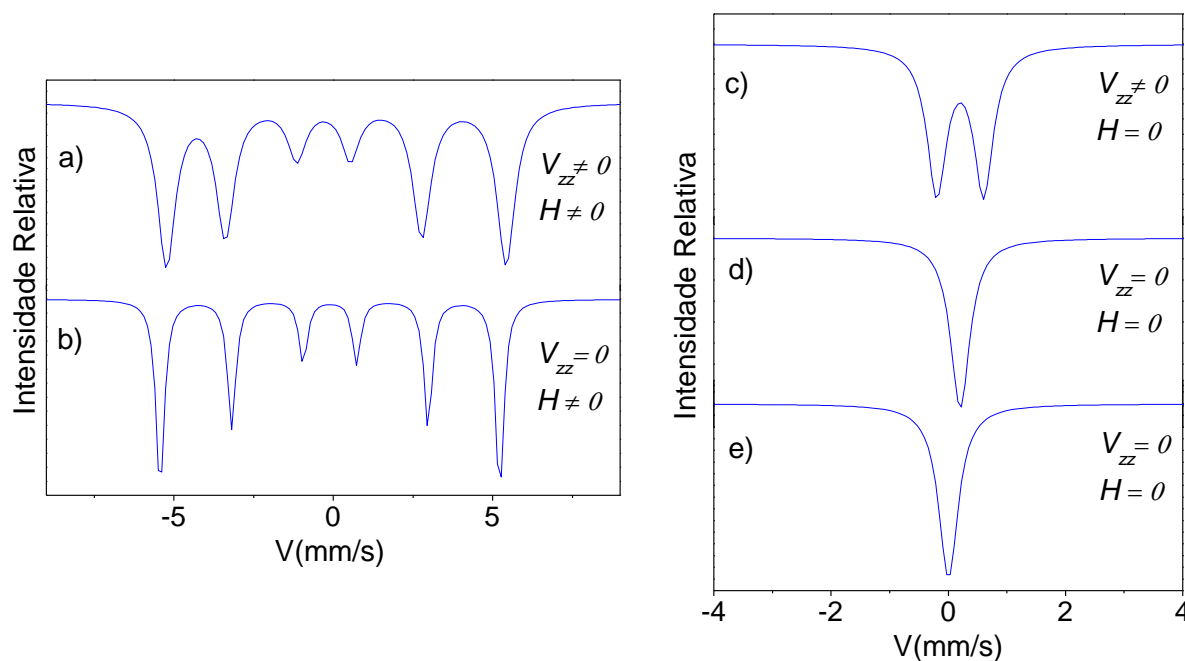 Intensidade Relativa
a)
V_zz ≠ 0
H ≠ 0
b)
V_zz = 0
H ≠ 0
-5 0 5
V(mm/s)
Intensidade Relativa
c)
V_zz ≠ 0
H = 0
d)
V_zz = 0
H = 0
e)
V_zz = 0
H = 0
-4 -2 0 2 4
V(mm/s)